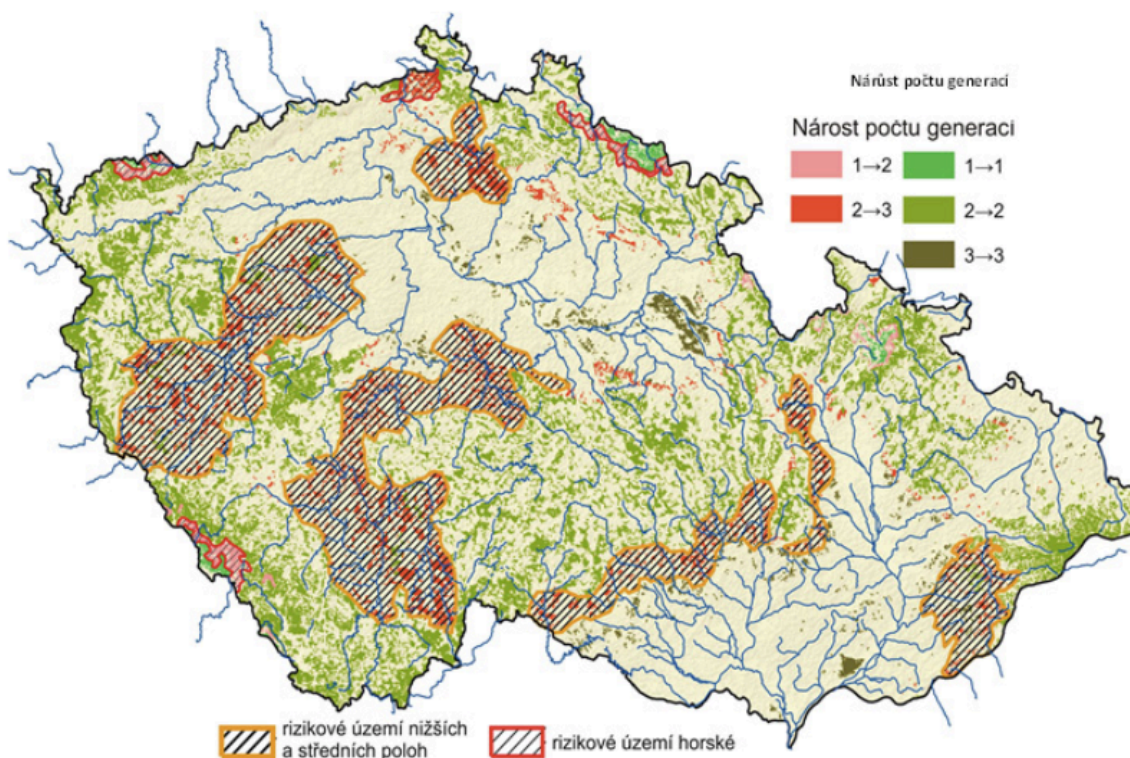 Nárůst počtu generací
Nárost počtu generaci
1→2
1→1
2→3
2→2
3→3
rizikové území nižších
a středních poloh
rizikové území horské